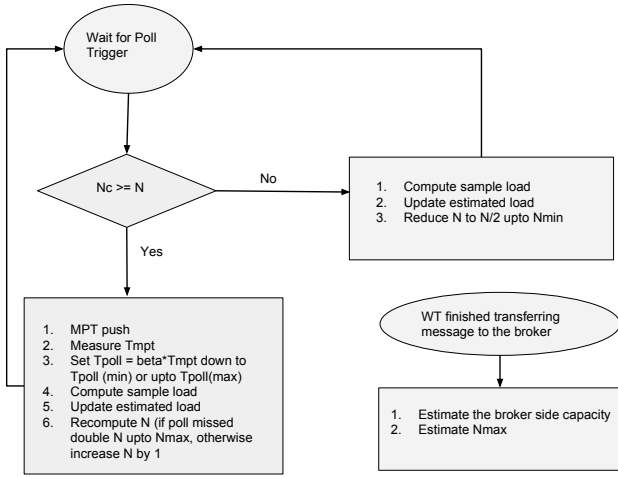 Wait for Poll
Trigger
Nc >= N
No
Yes
1. Compute sample load
2. Update estimated load
3. Reduce N to N/2 upto Nmin
1. MPT push
2. Measure Tmpt
3. Set Tpoll = beta*Tmpt down to
Tpoll (min) or upto Tpoll(max)
4. Compute sample load
5. Update estimated load
6. Recompute N (if poll missed
double N upto Nmax, otherwise
increase N by 1
WT finished transferring
message to the broker
1. Estimate the broker side capacity
2. Estimate Nmax